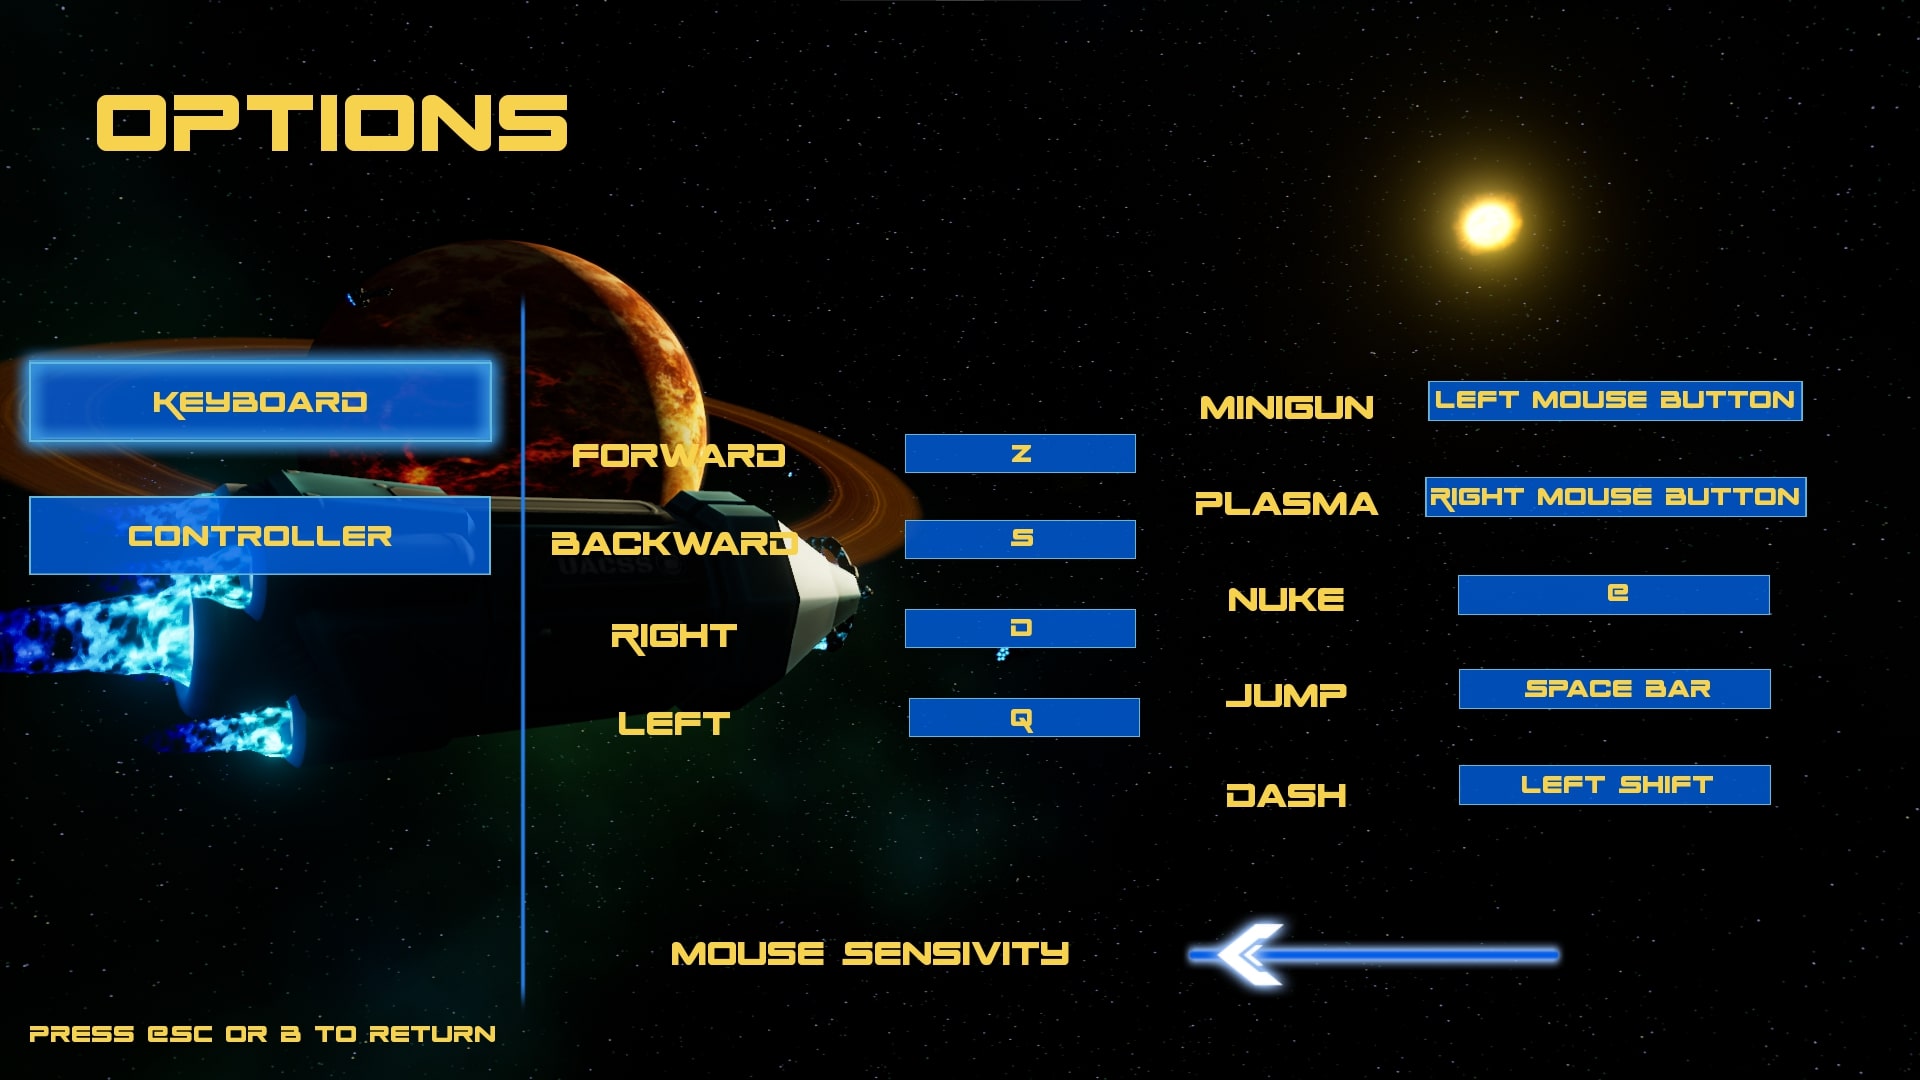 OPTIONS
KEYBOARD
CONTROLLER
FORWARD
Z
BACKWARD
S
RIGHT
D
LEFT
Q
MINIGUN
LEFT MOUSE BUTTON
PLASMA
RIGHT MOUSE BUTTON
NUKE
E
JUMP
SPACE BAR
DASH
LEFT SHIFT
MOUSE SENSIVITY
PRESS ESC OR B TO RETURN
UACSS